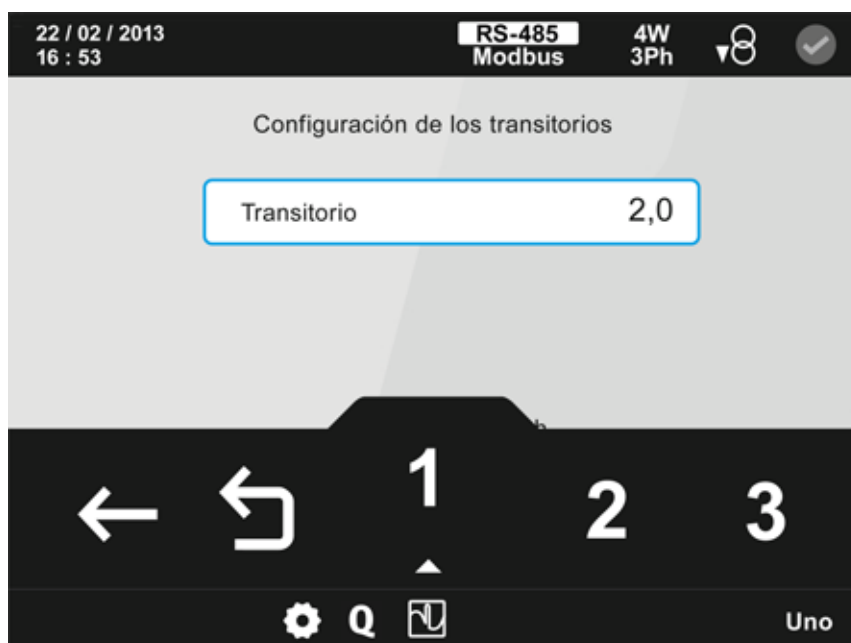 22 / 02 / 2013
16 : 53
RS-485
Modbus
4W
3Ph
Configuración de los transitorios
Transitorio 2,0
1 2 3
Q
Uno